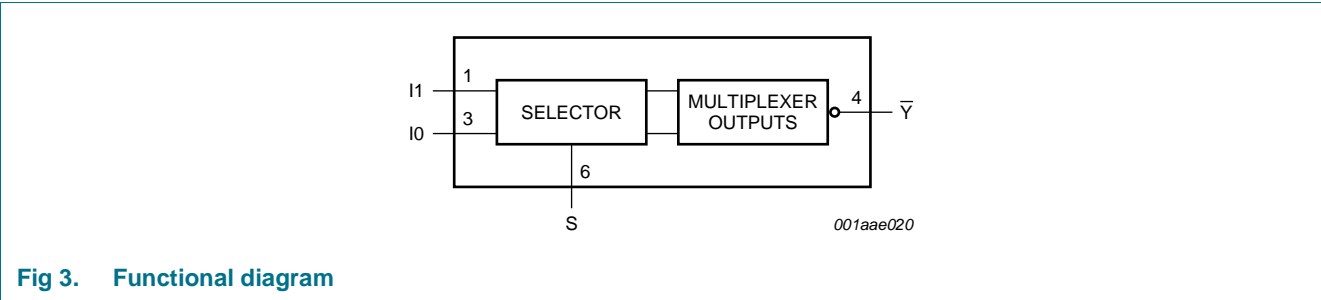 I1
1
I0
3
SELECTOR
MULTIPLEXER
OUTPUTS
4
Y̅
6
S
001aae020
Fig 3. Functional diagram